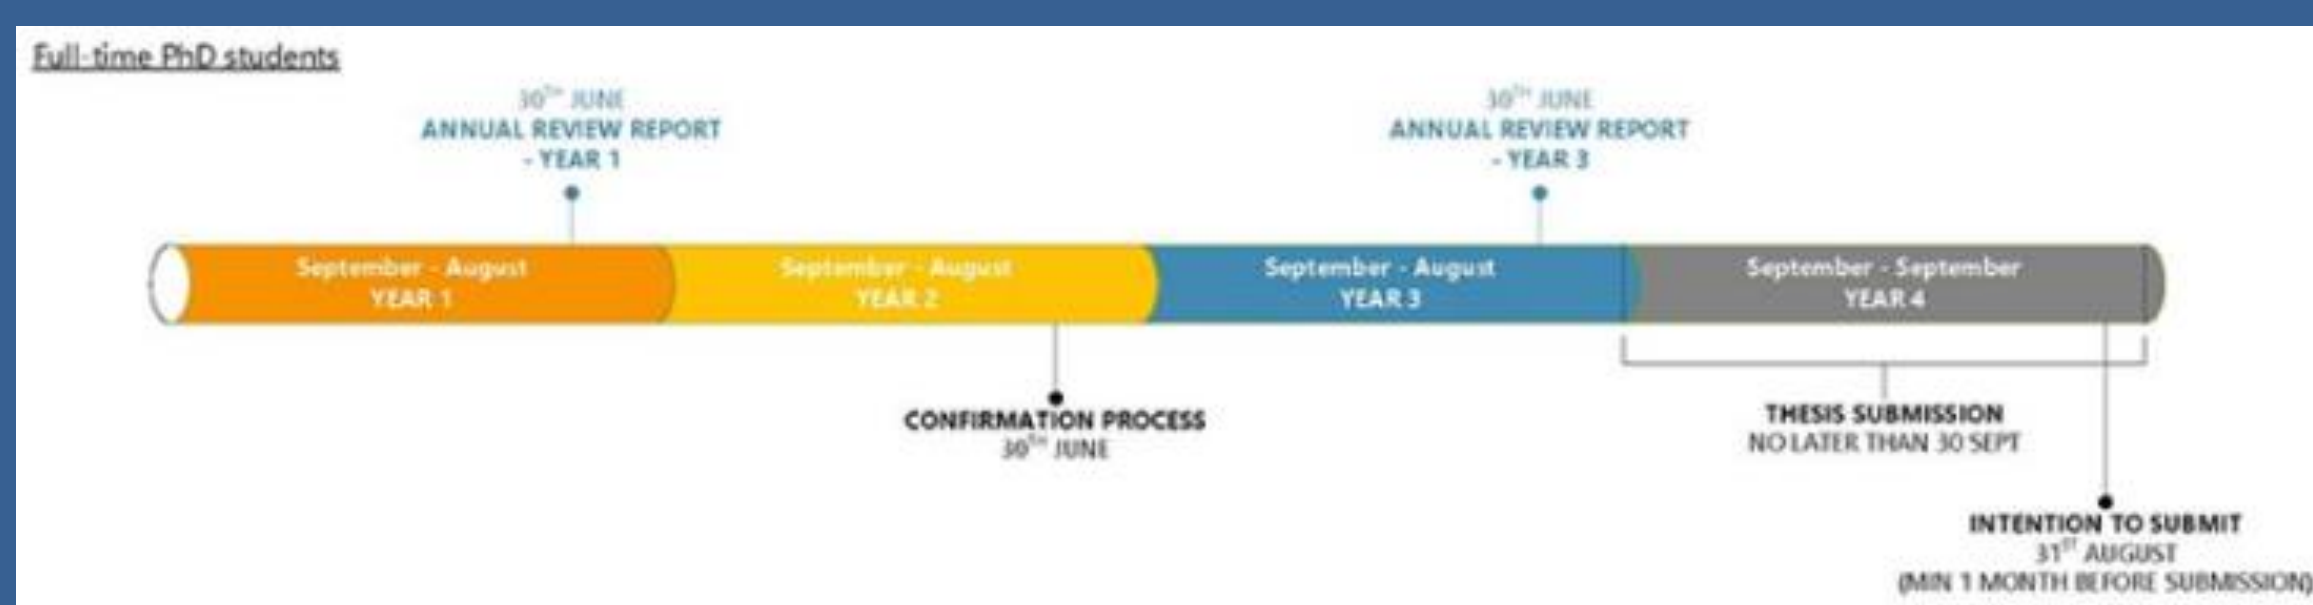 Full-time PhD students
30TH JUNE
ANNUAL REVIEW REPORT
- YEAR 1
30TH JUNE
ANNUAL REVIEW REPORT
- YEAR 3
September - August
YEAR 1
September - August
YEAR 2
September - August
YEAR 3
September - September
YEAR 4
CONFIRMATION PROCESS
30TH JUNE
THESIS SUBMISSION
NO LATER THAN 30 SEPT
INTENTION TO SUBMIT
31ST AUGUST
(MIN 1 MONTH BEFORE SUBMISSION)